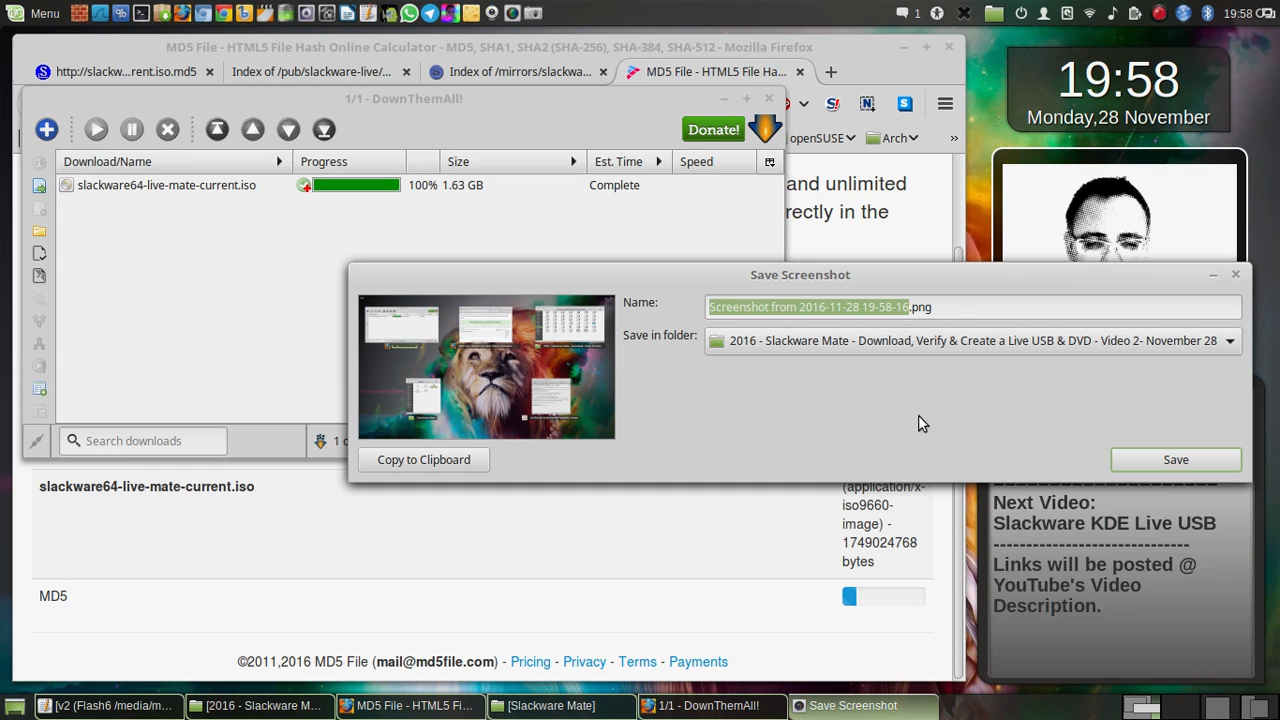 Menu
1
19:58
MD5 File - HTML5 File Hash Online Calculator - MD5, SHA1, SHA2 (SHA-256), SHA-384, SHA-512 - Mozilla Firefox
http://slackw...rent.iso.md5
Index of /pub/slackware-live/...
Index of /mirrors/slackwa...
MD5 File - HTML5 File Ha...
19:58
Monday,28 November
1/1 - DownThemAll!
Donate!
openSUSE
Arch
Download/Name
Progress
Size
Est. Time
Speed
slackware64-live-mate-current.iso
100%
1.63 GB
Complete
and unlimited
rectly in the
Save Screenshot
Name:
Screenshot from 2016-11-28 19-58-16.png
Save in folder:
2016 - Slackware Mate - Download, Verify & Create a Live USB & DVD - Video 2- November 28
Search downloads
Copy to Clipboard
Save
slackware64-live-mate-current.iso
(application/x-
iso9660-
image) -
1749024768
bytes
MD5
Next Video:
Slackware KDE Live USB
----------------------------
Links will be posted @
YouTube's Video
Description.
©2011,2016 MD5 File (mail@md5file.com) - Pricing - Privacy - Terms - Payments
[v2 (Flash6 /media/m...
[2016 - Slackware M...
MD5 File - HTML5 Fi...
[Slackware Mate]
1/1 - DownThemAll!
Save Screenshot